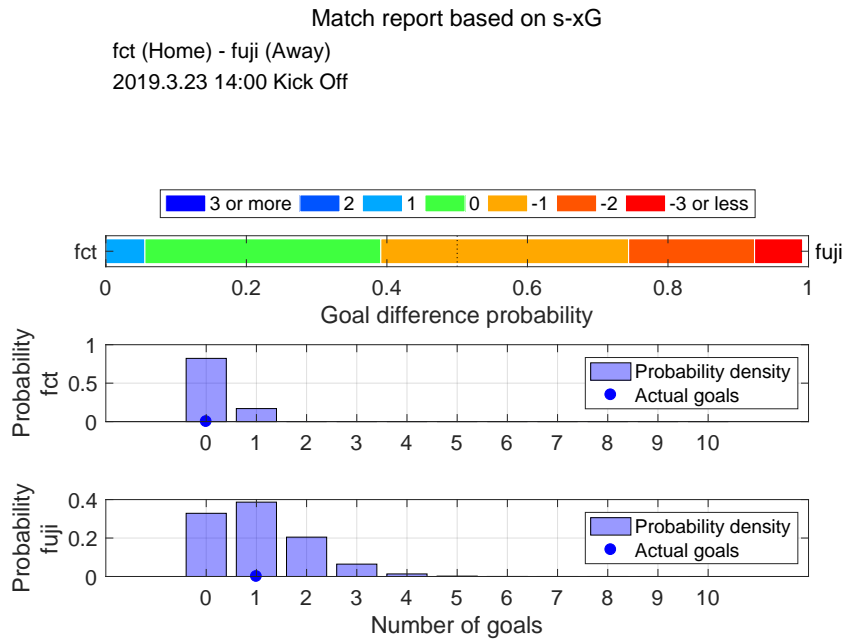 Match report based on s-xG
fct (Home) - fuji (Away)
2019.3.23 14:00 Kick Off
3 or more 2 1 0 -1 -2 -3 or less
fct fuji
0 0.2 0.4 0.6 0.8 1
Goal difference probability
Probability
fct
1
0.5
0
Probability density
Actual goals
0 1 2 3 4 5 6 7 8 9 10
Probability
fuji
0.4
0.2
0
Probability density
Actual goals
0 1 2 3 4 5 6 7 8 9 10
Number of goals